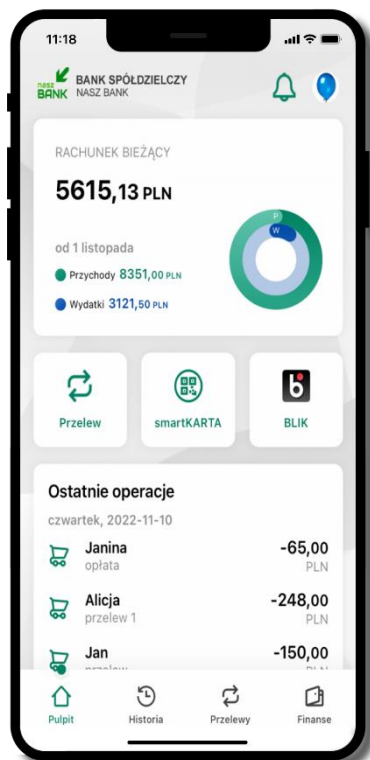 11:18
nasz BANK
BANK SPÓŁDZIELCZY
NASZ BANK
RACHUNEK BIEŻĄCY
5615,13 PLN
od 1 listopada
Przychody 8351,00 PLN
Wydatki 3121,50 PLN
P
W
Przelew
smartKARTA
BLIK
Ostatnie operacje
czwartek, 2022-11-10
Janina -65,00
opłata PLN
Alicja -248,00
przelew 1 PLN
Jan -150,00
Pulpit
Historia
Przelewy
Finanse